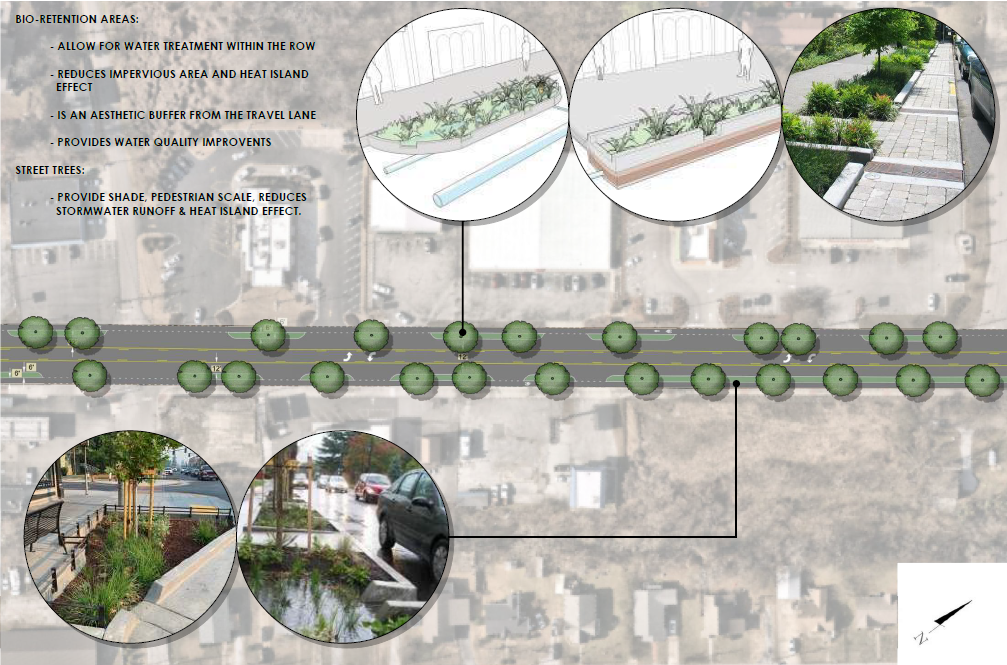 BIO-RETENTION AREAS:
- ALLOW FOR WATER TREATMENT WITHIN THE ROW
- REDUCES IMPERVIOUS AREA AND HEAT ISLAND
EFFECT
- IS AN AESTHETIC BUFFER FROM THE TRAVEL LANE
- PROVIDES WATER QUALITY IMPROVENTS
STREET TREES:
- PROVIDE SHADE, PEDESTRIAN SCALE, REDUCES
STORMWATER RUNOFF & HEAT ISLAND EFFECT.
6'
6'
12'
N